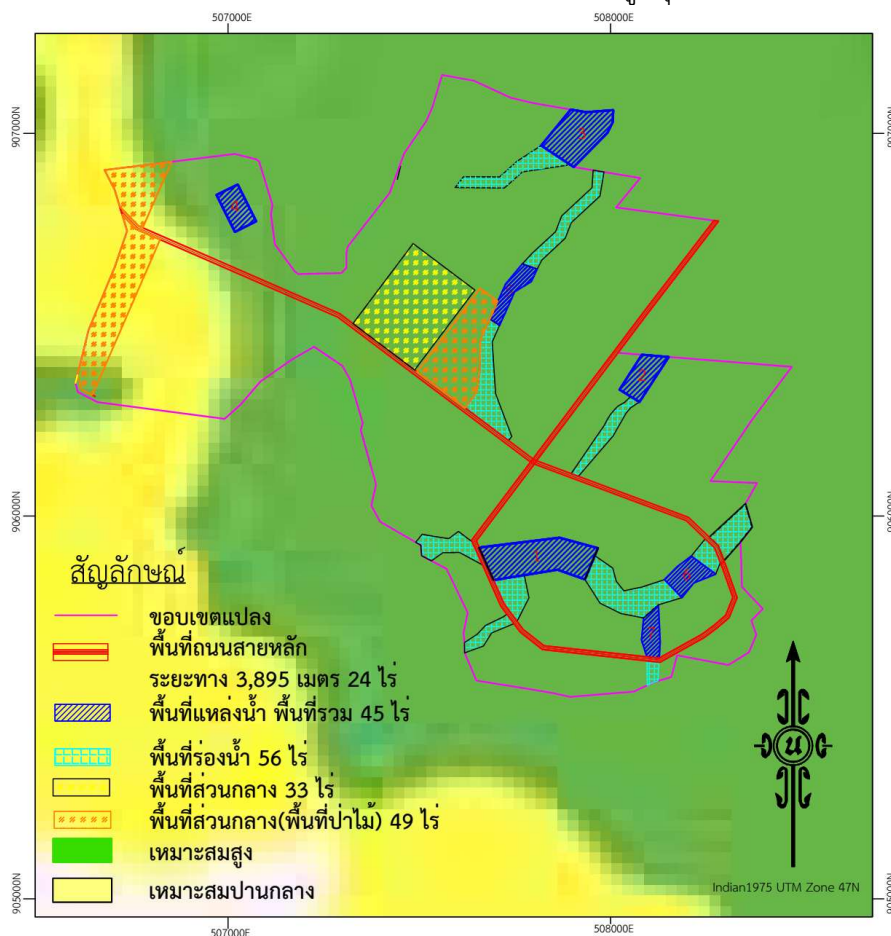 507000E
508000E
907000N
907000N
906000N
906000N
สัญลักษณ์
ขอบเขตแปลง
พื้นที่ถนนสายหลัก
ระยะทาง 3,895 เมตร 24 ไร่
พื้นที่แหล่งน้ำ พื้นที่รวม 45 ไร่
พื้นที่ร่องน้ำ 56 ไร่
พื้นที่ส่วนกลาง 33 ไร่
พื้นที่ส่วนกลาง(พื้นที่ป่าไม้) 49 ไร่
เหมาะสมสูง
เหมาะสมปานกลาง
น
Indian1975 UTM Zone 47N
905000N
905000N
507000E
508000E